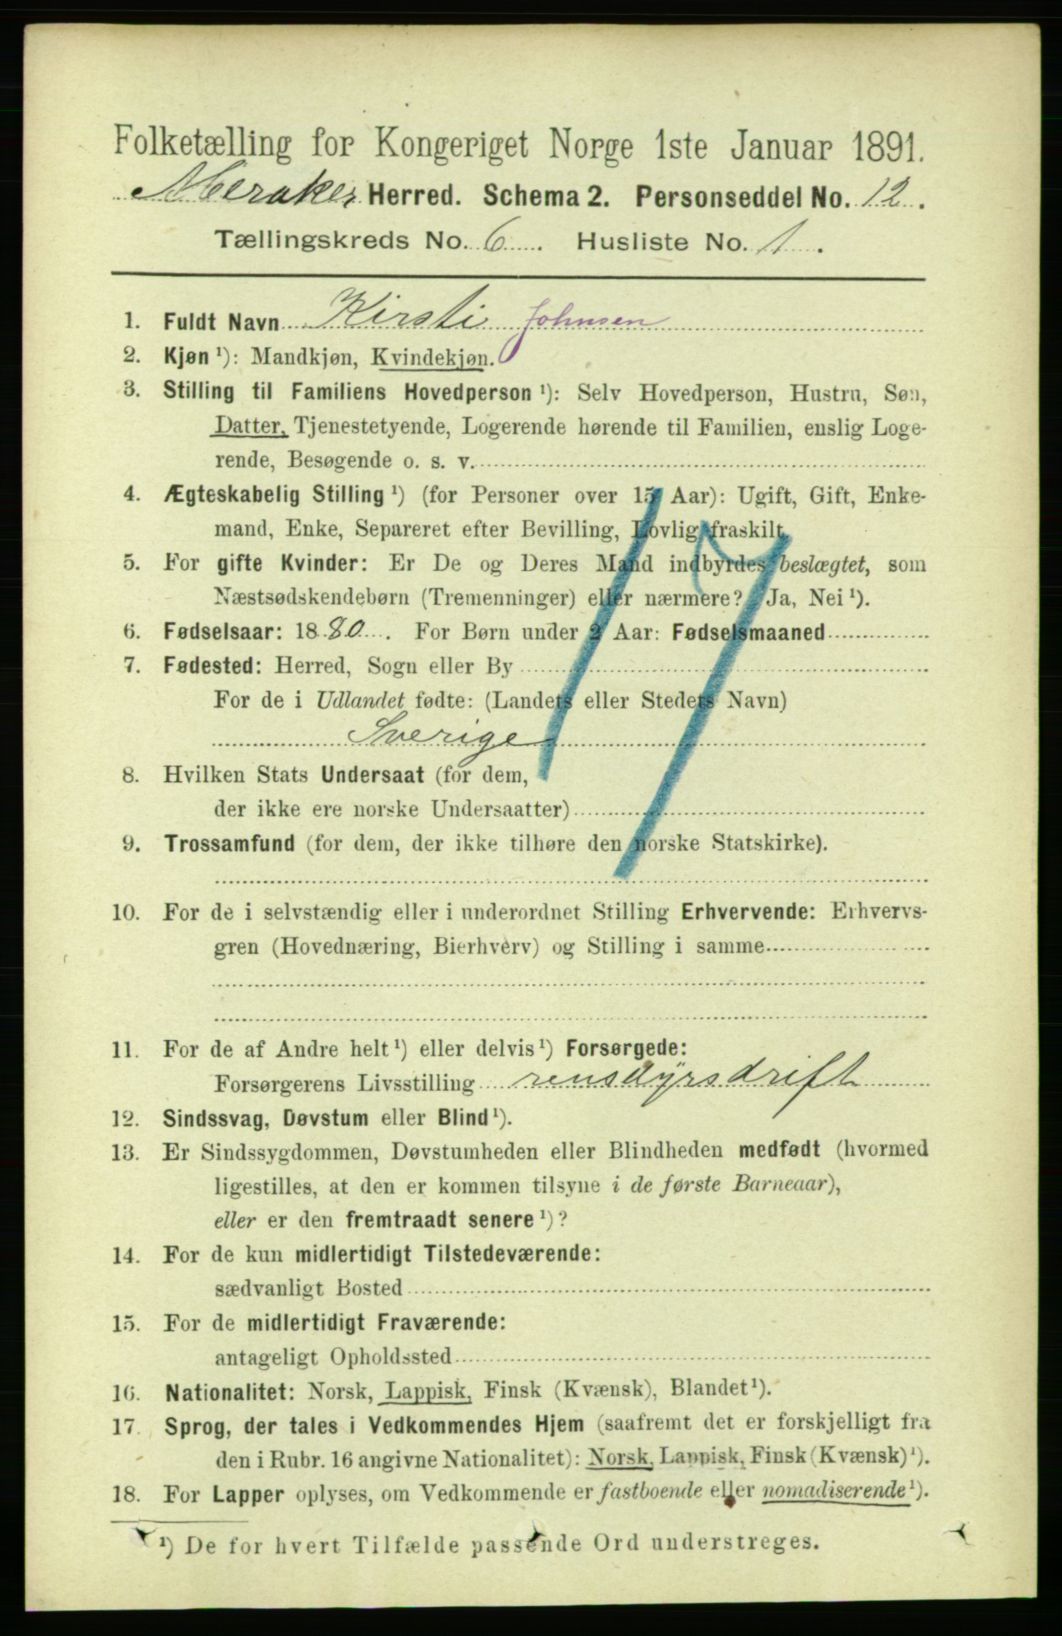 Folketælling for Kongeriget Norge 1ste Januar 1891.
Meraker Herred. Schema 2. Personseddel No. 12.
Tællingskreds No. 6. Husliste No. 1.
1. Fuldt Navn Kirsti Johnsen
2. Kjøn ¹): Mandkjøn, Kvindekjøn.
3. Stilling til Familiens Hovedperson ¹): Selv Hovedperson, Hustru, Søn,
Datter, Tjenestetyende, Logerende hørende til Familien, enslig Loge-
rende, Besøgende o. s. v.
4. Ægteskabelig Stilling ¹) (for Personer over 15 Aar): Ugift, Gift, Enke-
mand, Enke, Separeret efter Bevilling, Lovlig fraskilt.
5. For gifte Kvinder: Er De og Deres Mand indbyrdes beslægtet, som
Næstsødskendebørn (Tremenninger) eller nærmere? Ja, Nei ¹).
6. Fødselsaar: 1880. For Børn under 2 Aar: Fødselsmaaned
7. Fødested: Herred, Sogn eller By
For de i Udlandet fødte: (Landets eller Stedets Navn)
Sverige
17
8. Hvilken Stats Undersaat (for dem,
der ikke ere norske Undersaatter)
9. Trossamfund (for dem, der ikke tilhøre den norske Statskirke).
10. For de i selvstændig eller i underordnet Stilling Erhvervende: Erhvervs-
gren (Hovednæring, Bierhverv) og Stilling i samme
11. For de af Andre helt ¹) eller delvis ¹) Forsørgede:
Forsørgerens Livsstilling rensdyrsdrift
12. Sindssvag, Døvstum eller Blind ¹).
13. Er Sindssygdommen, Døvstumheden eller Blindheden medfødt (hvormed
ligestilles, at den er kommen tilsyne i de første Barneaar),
eller er den fremtraadt senere ¹)?
14. For de kun midlertidigt Tilstedeværende:
sædvanligt Bosted
15. For de midlertidigt Fraværende:
antageligt Opholdssted
16. Nationalitet: Norsk, Lappisk, Finsk (Kvænsk), Blandet ¹).
17. Sprog, der tales i Vedkommendes Hjem (saafremt det er forskjelligt fra
den i Rubr. 16 angivne Nationalitet): Norsk, Lappisk, Finsk (Kvænsk) ¹).
18. For Lapper oplyses, om Vedkommende er fastboende eller nomadiserende ¹).
¹) De for hvert Tilfælde passende Ord understreges.